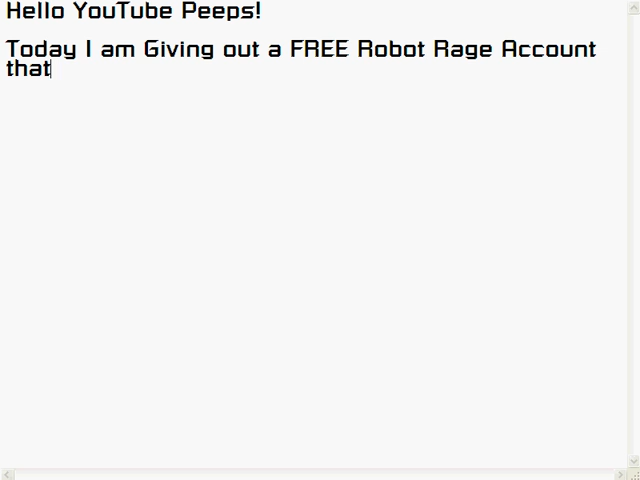 Hello YouTube Peeps!
Today I am Giving out a FREE Robot Rage Account
that